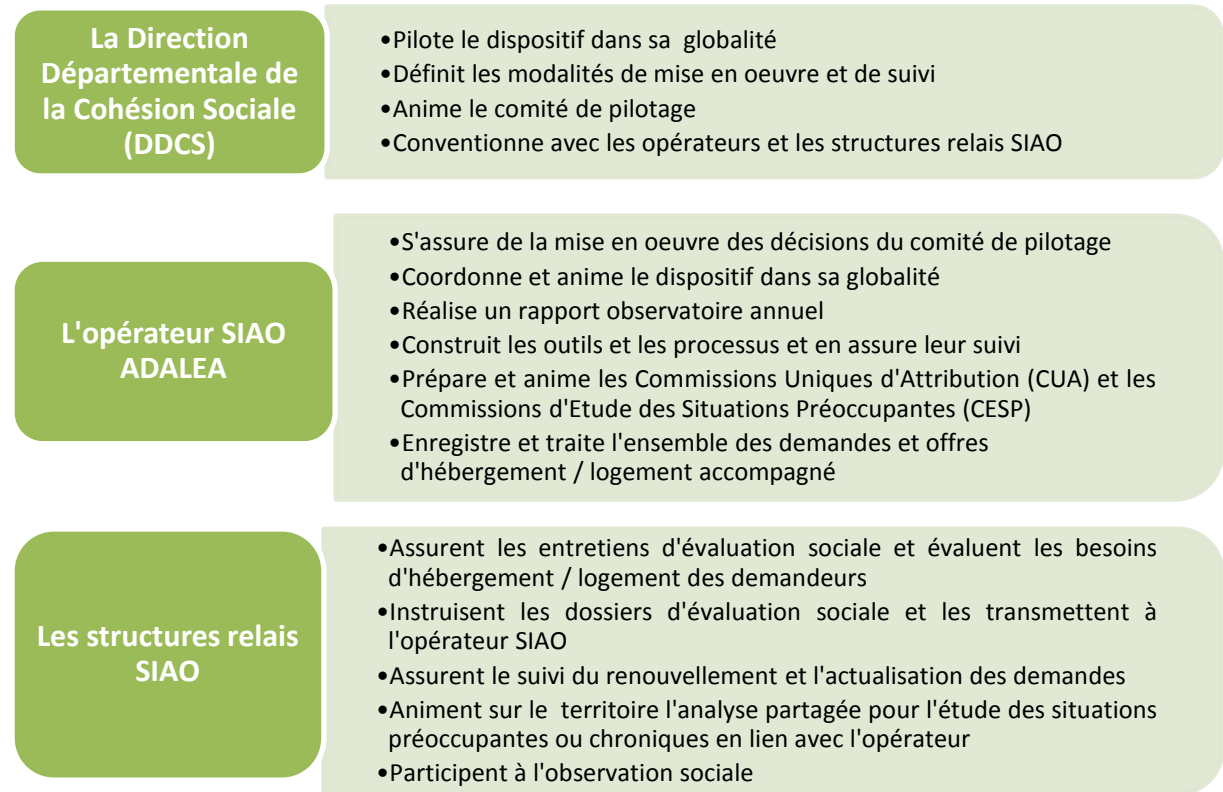 La Direction
Départementale de
la Cohésion Sociale
(DDCS)
•Pilote le dispositif dans sa globalité
•Définit les modalités de mise en oeuvre et de suivi
•Anime le comité de pilotage
•Conventionne avec les opérateurs et les structures relais SIAO
L'opérateur SIAO
ADALEA
•S'assure de la mise en oeuvre des décisions du comité de pilotage
•Coordonne et anime le dispositif dans sa globalité
•Réalise un rapport observatoire annuel
•Construit les outils et les processus et en assure leur suivi
•Prépare et anime les Commissions Uniques d'Attribution (CUA) et les
Commissions d'Etude des Situations Préoccupantes (CESP)
•Enregistre et traite l'ensemble des demandes et offres
d'hébergement / logement accompagné
Les structures relais
SIAO
•Assurent les entretiens d'évaluation sociale et évaluent les besoins
d'hébergement / logement des demandeurs
•Instruisent les dossiers d'évaluation sociale et les transmettent à
l'opérateur SIAO
•Assurent le suivi du renouvellement et l'actualisation des demandes
•Animent sur le territoire l'analyse partagée pour l'étude des situations
préoccupantes ou chroniques en lien avec l'opérateur
•Participent à l'observation sociale